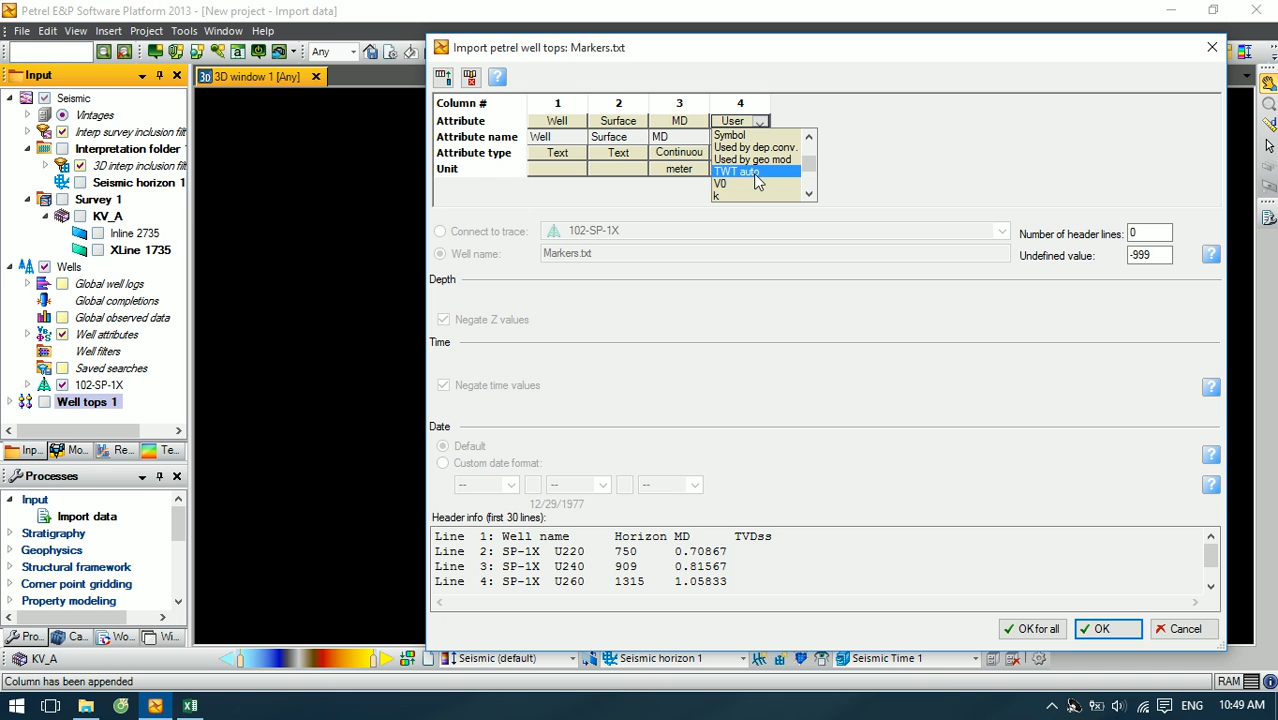 Petrel E&P Software Platform 2013 - [New project - Import data]
File Edit View Insert Project Tools Window Help
Any
Input
3D window 1 [Any]
Seismic
Vintages
Interp survey inclusion filt
Interpretation folder 1
3D interp inclusion filt
Seismic horizon 1
Survey 1
KV_A
Inline 2735
XLine 1735
Wells
Global well logs
Global completions
Global observed data
Well attributes
Well filters
Saved searches
102-SP-1X
Well tops 1
Inp... Mo... Re... Te...
Processes
Input
Import data
Stratigraphy
Geophysics
Structural framework
Corner point gridding
Property modeling
Pro... Ca... Wo... Wi...
Import petrel well tops: Markers.txt
Column # 1 2 3 4
Attribute Well Surface MD User
Attribute name Well Surface MD
Attribute type Text Text Continuou
Unit meter
Symbol
Used by dep.conv.
Used by geo mod
TWT auto
V0
k
Connect to trace: 102-SP-1X
Number of header lines: 0
Well name: Markers.txt
Undefined value: -999
Depth
Negate Z values
Time
Negate time values
Date
Default
Custom date format:
-- -- --
12/29/1977
Header info (first 30 lines):
Line 1: Well name Horizon MD TVDss
Line 2: SP-1X U220 750 0.70867
Line 3: SP-1X U240 909 0.81567
Line 4: SP-1X U260 1315 1.05833
OK for all OK Cancel
KV_A
Seismic (default)
Seismic horizon 1
Seismic Time 1
Column has been appended
RAM
ENG 10:49 AM